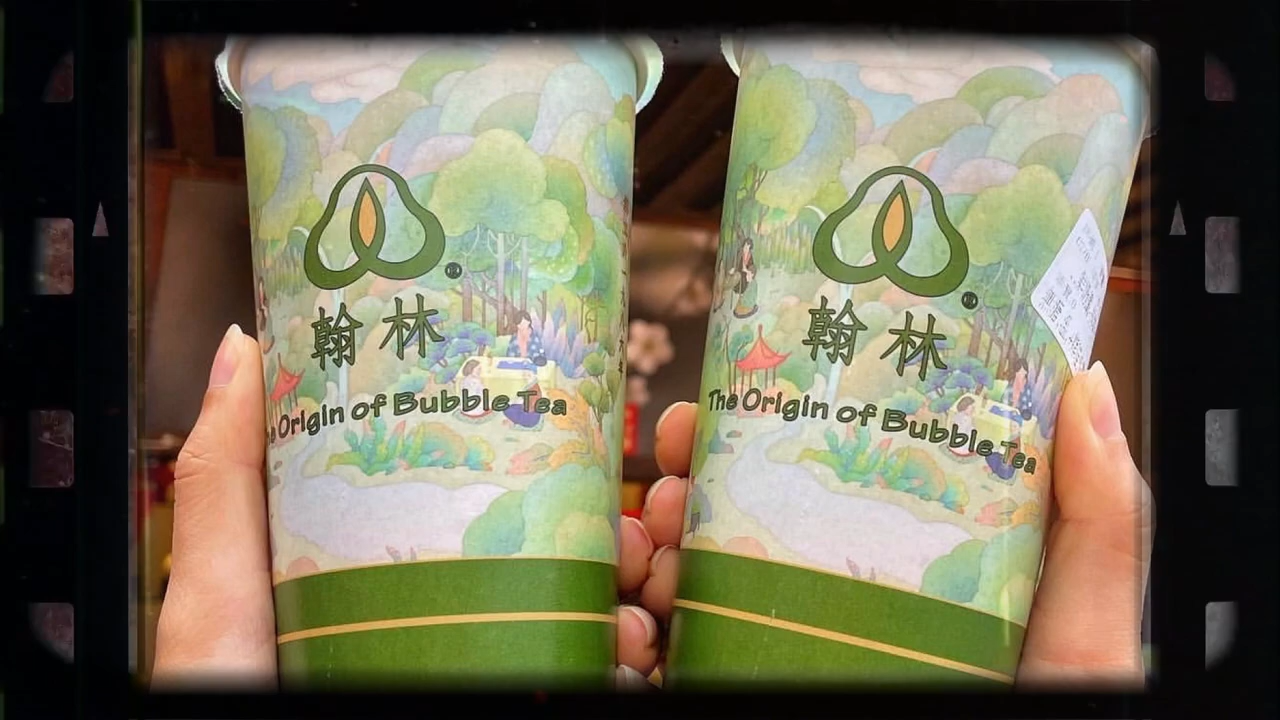 翰林
The Origin of Bubble Tea
翰林
The Origin of Bubble Tea